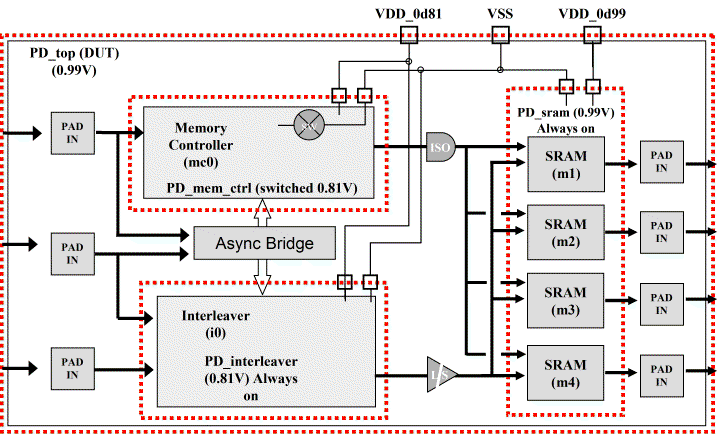 VDD_0d81 VSS VDD_0d99
PD_top (DUT)
(0.99V)
PAD
IN
Memory
Controller
(mc0)
PD_mem_ctrl (switched 0.81V)
ISO
PD_sram (0.99V)
Always on
SRAM
(m1)
PAD
IN
PAD
IN
Async Bridge
SRAM
(m2)
PAD
IN
Interleaver
(i0)
PD_interleaver
(0.81V) Always
on
SRAM
(m3)
PAD
IN
PAD
IN
SRAM
(m4)
PAD
IN